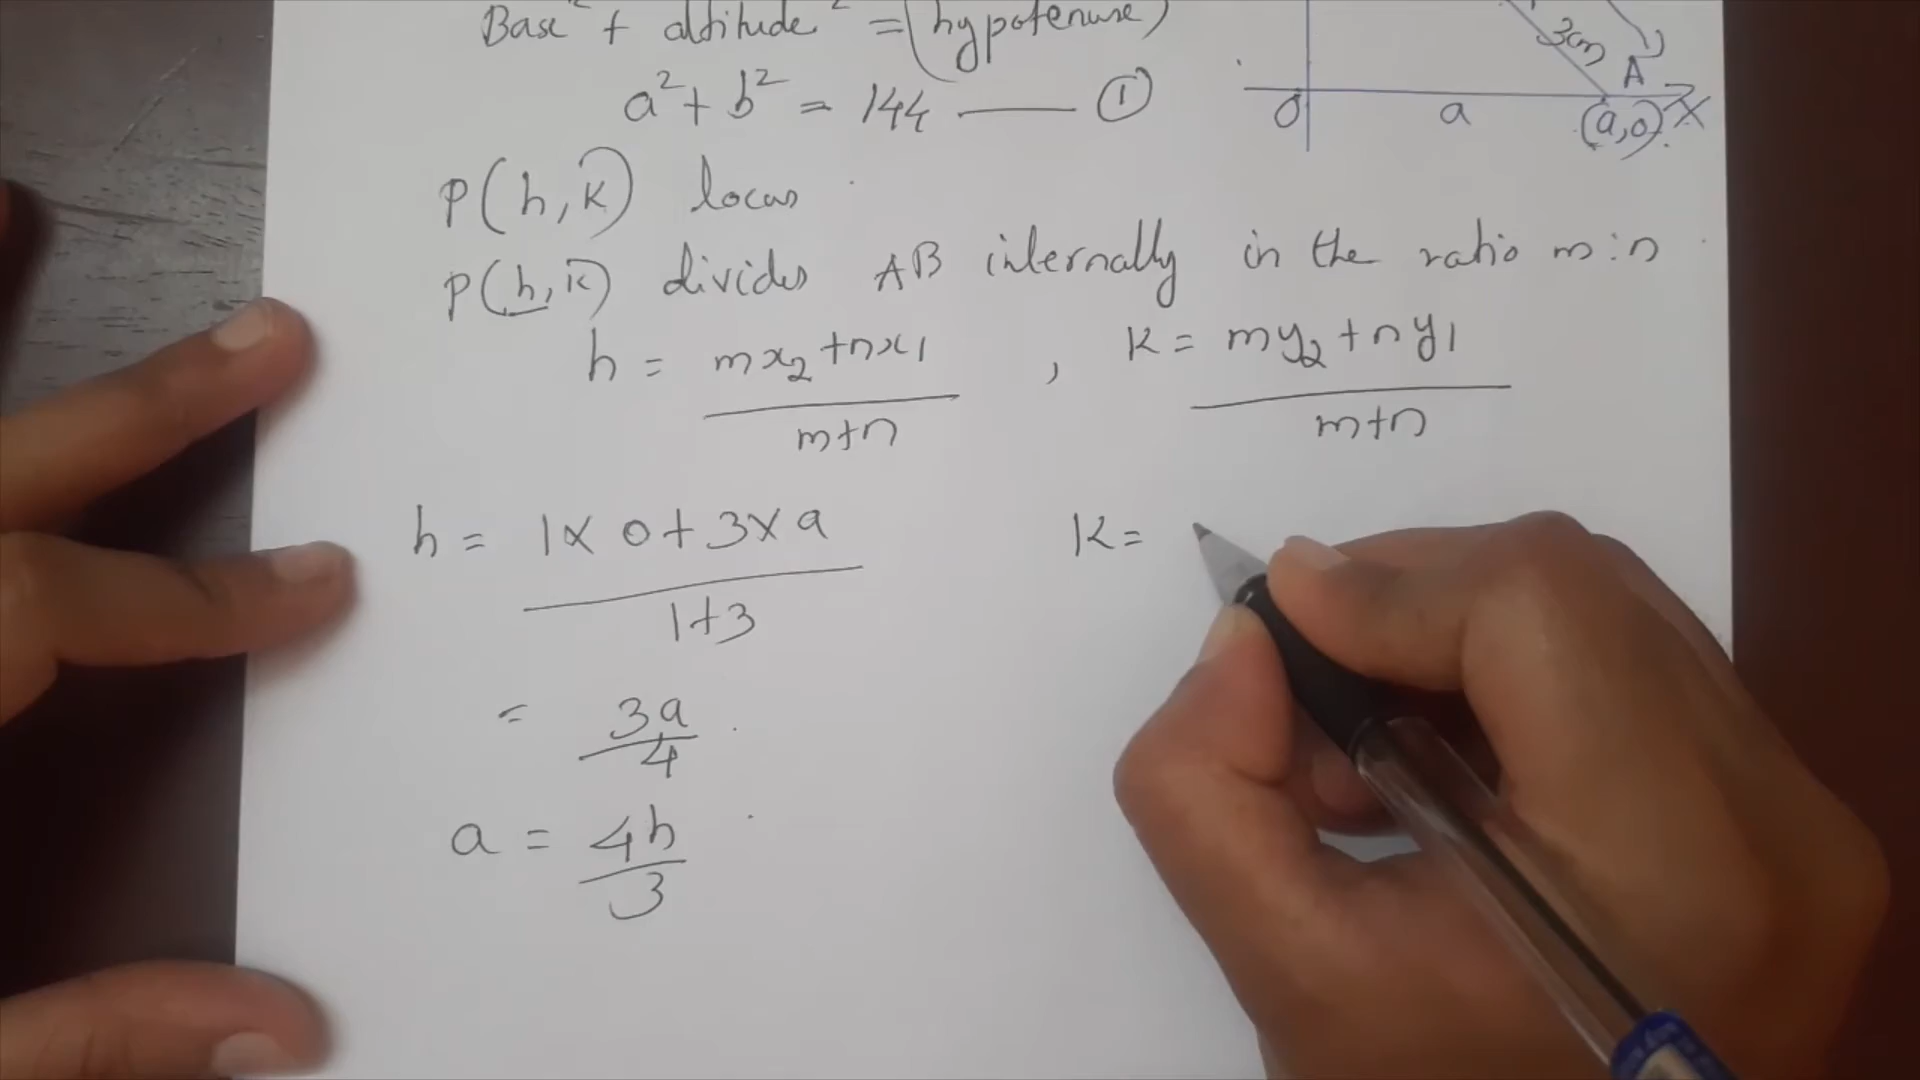 Base² + altitude² = (hypotenuse)
a² + b² = 144 —— ①
3cm
A
O a (a,0) X
P(h,k) locus
P(h,k) divides AB internally in the ratio m:n
h = mx₂+nx₁ , k = my₂+ny₁
m+n m+n
h = 1×0+3×a k=
1+3
= 3a
4
a = 4h
3